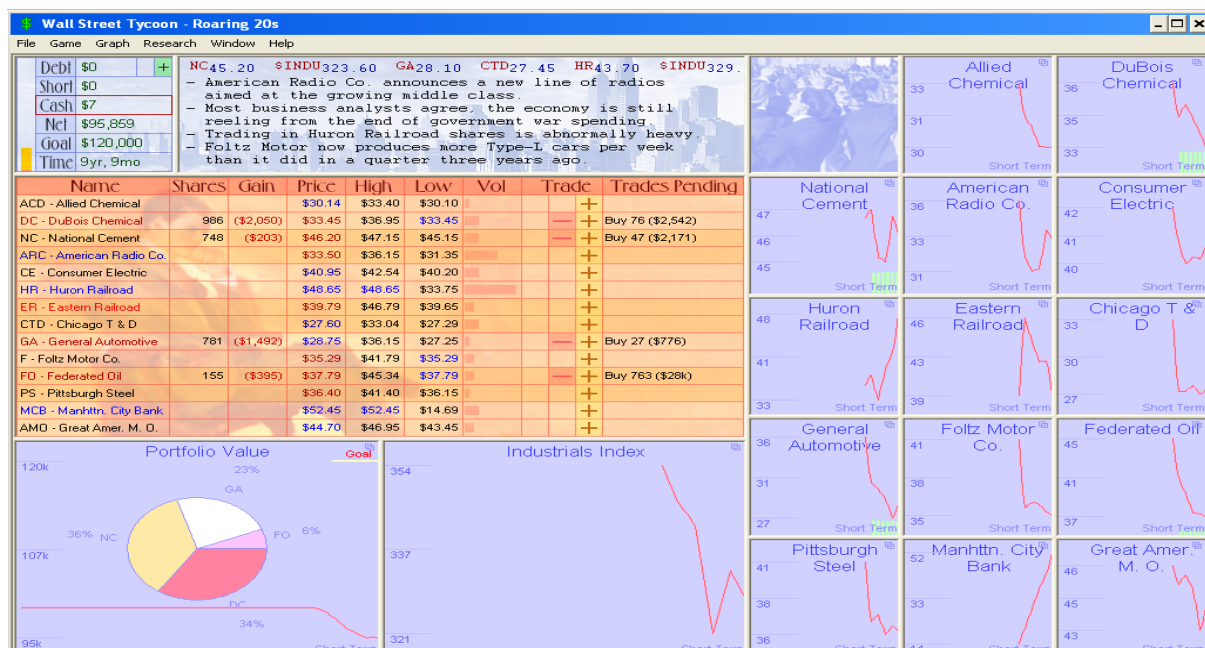 Wall Street Tycoon - Roaring 20s
File Game Graph Research Window Help
Debt $0 +
Short $0
Cash $7
Net $95,859
Goal $120,000
Time 9yr, 9mo
NC45.20 $INDU323.60 GA28.10 CTD27.45 HR43.70 $INDU329.
– American Radio Co. announces a new line of radios
aimed at the growing middle class.
– Most business analysts agree, the economy is still
reeling from the end of government war spending.
– Trading in Huron Railroad shares is abnormally heavy.
– Foltz Motor now produces more Type-L cars per week
than it did in a quarter three years ago.
Name Shares Gain Price High Low Vol Trade Trades Pending
ACD - Allied Chemical $30.14 $33.40 $30.10 +
DC - DuBois Chemical 986 ($2,050) $33.45 $36.95 $33.45 — + Buy 76 ($2,542)
NC - National Cement 748 ($203) $46.20 $47.15 $45.15 — + Buy 47 ($2,171)
ARC - American Radio Co. $33.50 $36.15 $31.35 +
CE - Consumer Electric $40.95 $42.54 $40.20 +
HR - Huron Railroad $48.65 $48.65 $33.75 +
ER - Eastern Railroad $39.79 $46.79 $39.65 +
CTD - Chicago T & D $27.60 $33.04 $27.29 +
GA - General Automotive 781 ($1,492) $28.75 $36.15 $27.25 — + Buy 27 ($776)
F - Foltz Motor Co. $35.29 $41.79 $35.29 +
FO - Federated Oil 155 ($395) $37.79 $45.34 $37.79 — + Buy 763 ($28k)
PS - Pittsburgh Steel $36.40 $41.40 $36.15 +
MCB - Manhttn. City Bank $52.45 $52.45 $14.69 +
AMO - Great Amer. M. O. $44.70 $46.95 $43.45 +
Portfolio Value
Goal
120k
107k
95k
23%
GA
FO 6%
36% NC
DC
34%
Short Term
Industrials Index
354
337
321
Short Term
Allied
Chemical
33
31
30
Short Term
DuBois
Chemical
36
35
33
Short Term
National
Cement
47
46
45
Short Term
American
Radio Co.
36
33
31
Short Term
Consumer
Electric
42
41
40
Short Term
Huron
Railroad
48
41
33
Short Term
Eastern
Railroad
46
43
39
Short Term
Chicago T &
D
33
30
27
Short Term
General
Automotive
36
31
27
Short Term
Foltz Motor
Co.
41
38
35
Short Term
Federated Oil
45
41
37
Short Term
Pittsburgh
Steel
41
38
36
Manhttn. City
Bank
52
33
14
Great Amer.
M. O.
46
45
43